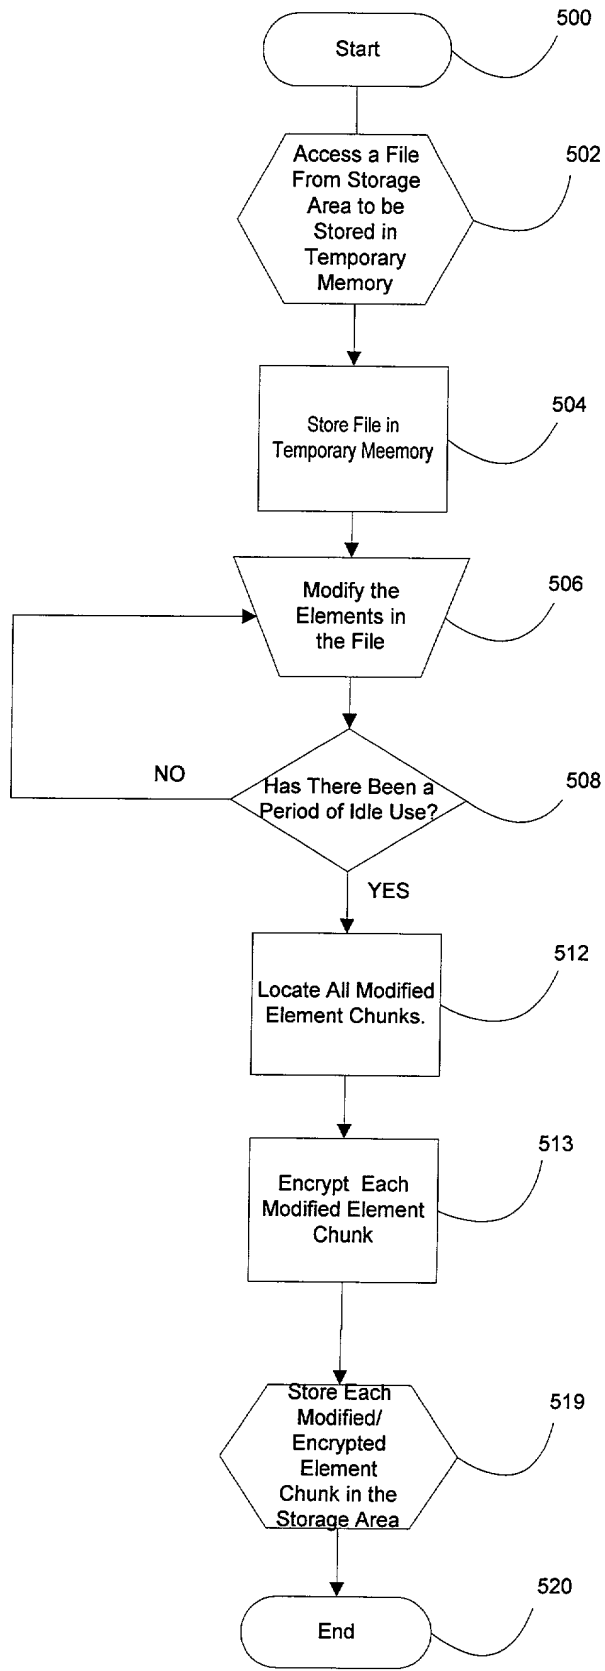 500
Start
502
Access a File
From Storage
Area to be
Stored in
Temporary
Memory
504
Store File in
Temporary Meemory
506
Modify the
Elements in
the File
NO
508
Has There Been a
Period of Idle Use?
YES
512
Locate All Modified
Element Chunks.
513
Encrypt Each
Modified Element
Chunk
519
Store Each
Modified/
Encrypted
Element
Chunk in the
Storage Area
520
End